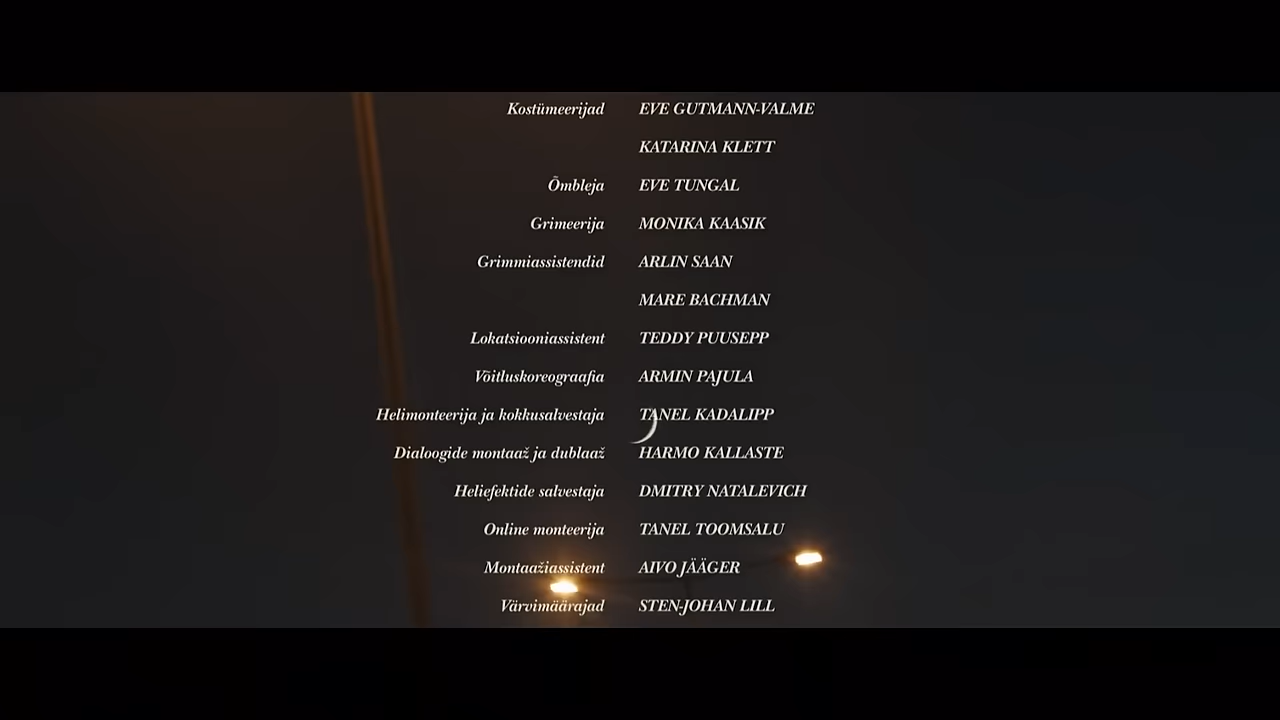 Kostümeerijad EVE GUTMANN-VALME
KATARINA KLETT
Õmbleja EVE TUNGAL
Grimeerija MONIKA KAASIK
Grimmiassistendid ARLIN SAAN
MARE BACHMAN
Lokatsiooniassistent TEDDY PUUSEPP
Võitluskoreograafia ARMIN PAJULA
Helimonteerija ja kokkusalvestaja TANEL KADALIPP
Dialoogide montaaž ja dublaaž HARMO KALLASTE
Heliefektide salvestaja DMITRY NATALEVICH
Online monteerija TANEL TOOMSALU
Montaažiassistent AIVO JÄÄGER
Värvimäärajad STEN-JOHAN LILL